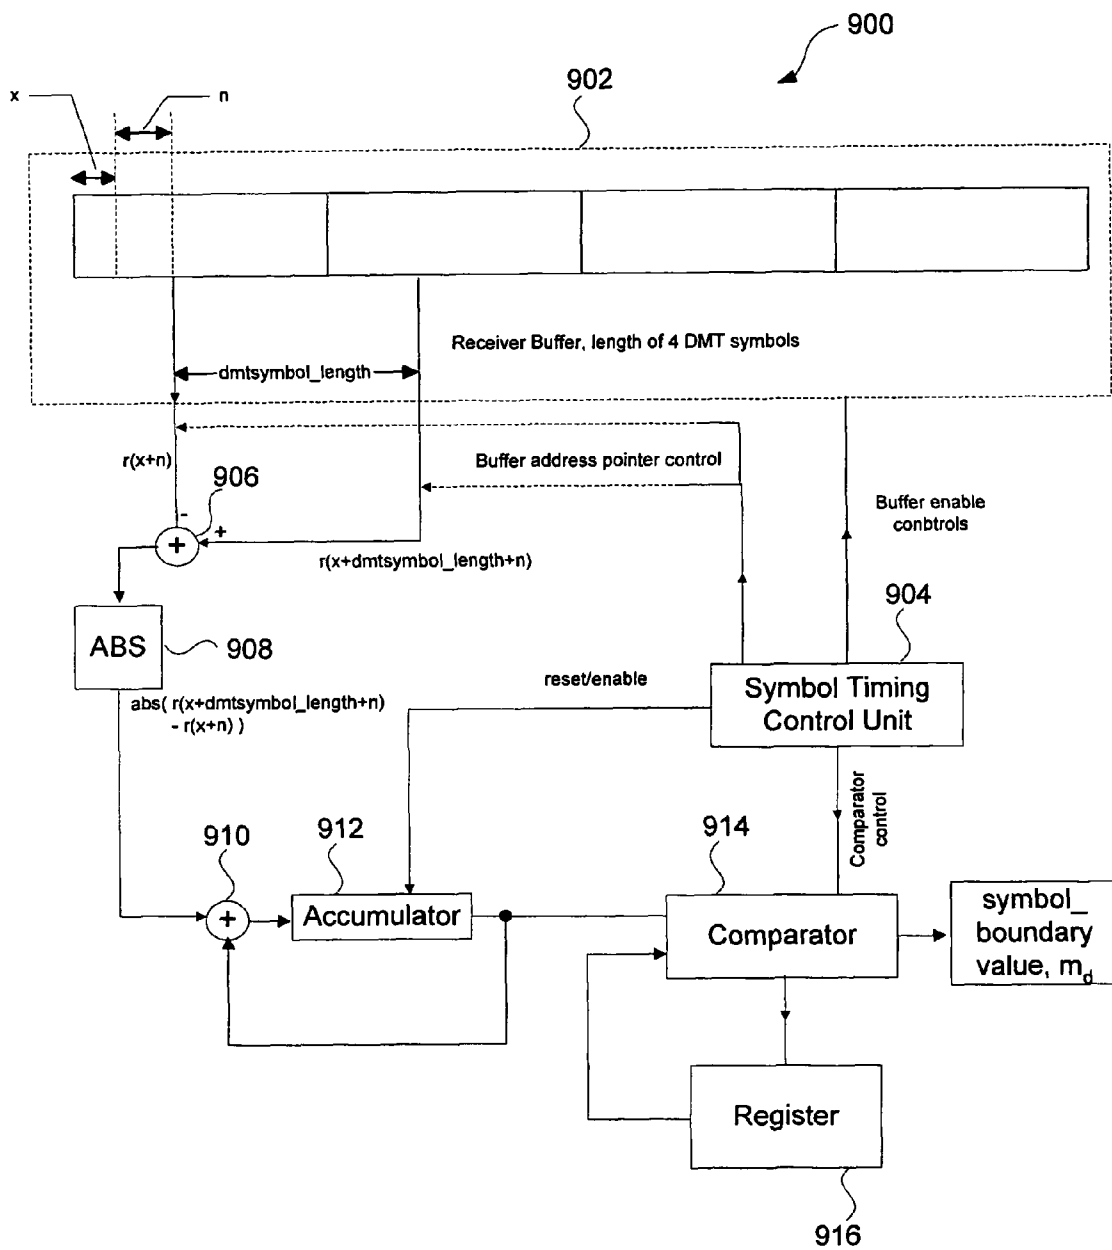 900
902
x
n
Receiver Buffer, length of 4 DMT symbols
dmtsymbol_length
r(x+n)
906
Buffer address pointer control
-
+
+
Buffer enable
conbtrols
r(x+dmtsymbol_length+n)
904
ABS
908
reset/enable
Symbol Timing
Control Unit
abs( r(x+dmtsymbol_length+n)
- r(x+n) )
Comparator
control
910
912
914
+
Accumulator
Comparator
symbol_
boundary
value, m_d
Register
916